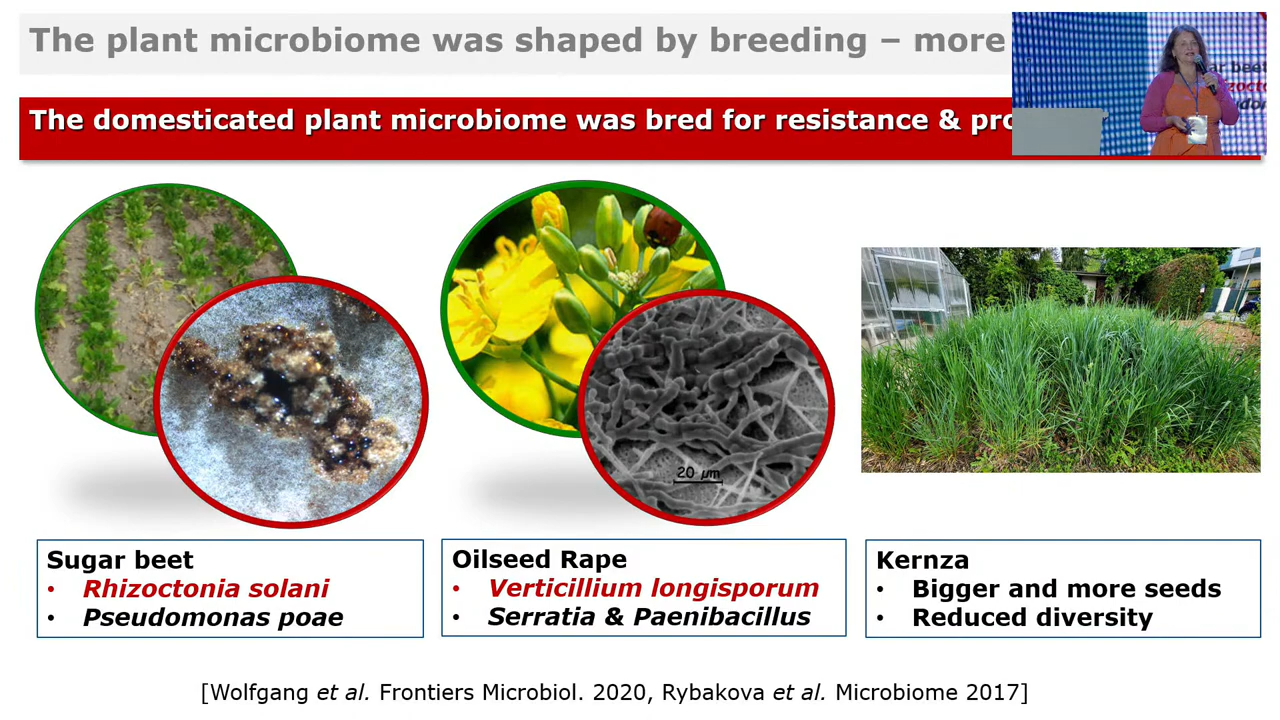 The plant microbiome was shaped by breeding – more
The domesticated plant microbiome was bred for resistance &
20 µm
Sugar beet
• Rhizoctonia solani
• Pseudomonas poae
Oilseed Rape
• Verticillium longisporum
• Serratia & Paenibacillus
Kernza
• Bigger and more seeds
• Reduced diversity
[Wolfgang et al. Frontiers Microbiol. 2020, Rybakova et al. Microbiome 2017]